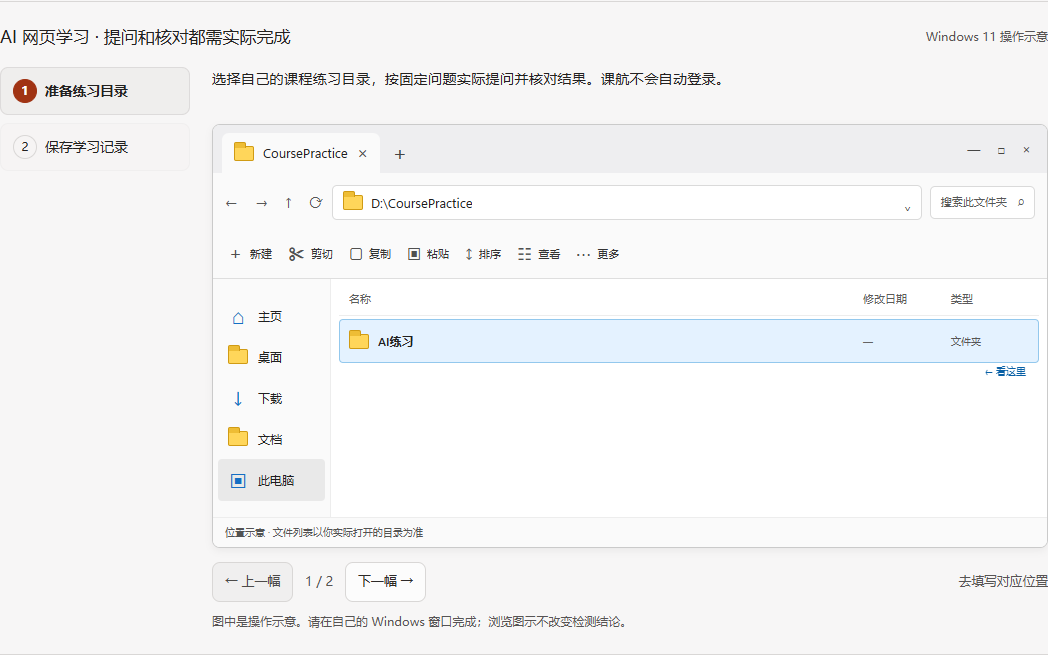 AI 网页学习 · 提问和核对都需实际完成
Windows 11 操作示意
1 准备练习目录
2 保存学习记录
选择自己的课程练习目录，按固定问题实际提问并核对结果。课航不会自动登录。
CoursePractice × +
— □ ×
← → ↑ ⟳ D:\CoursePractice
搜索此文件夹
+ 新建 剪切 复制 粘贴 ↕ 排序 查看 ··· 更多
主页
桌面
↓ 下载
文档
此电脑
名称 修改日期 类型
AI练习 — 文件夹
← 看这里
位置示意 · 文件列表以你实际打开的目录为准
← 上一幅 1 / 2 下一幅 →
去填写对应位置
图中是操作示意。请在自己的 Windows 窗口完成；浏览图示不改变检测结论。